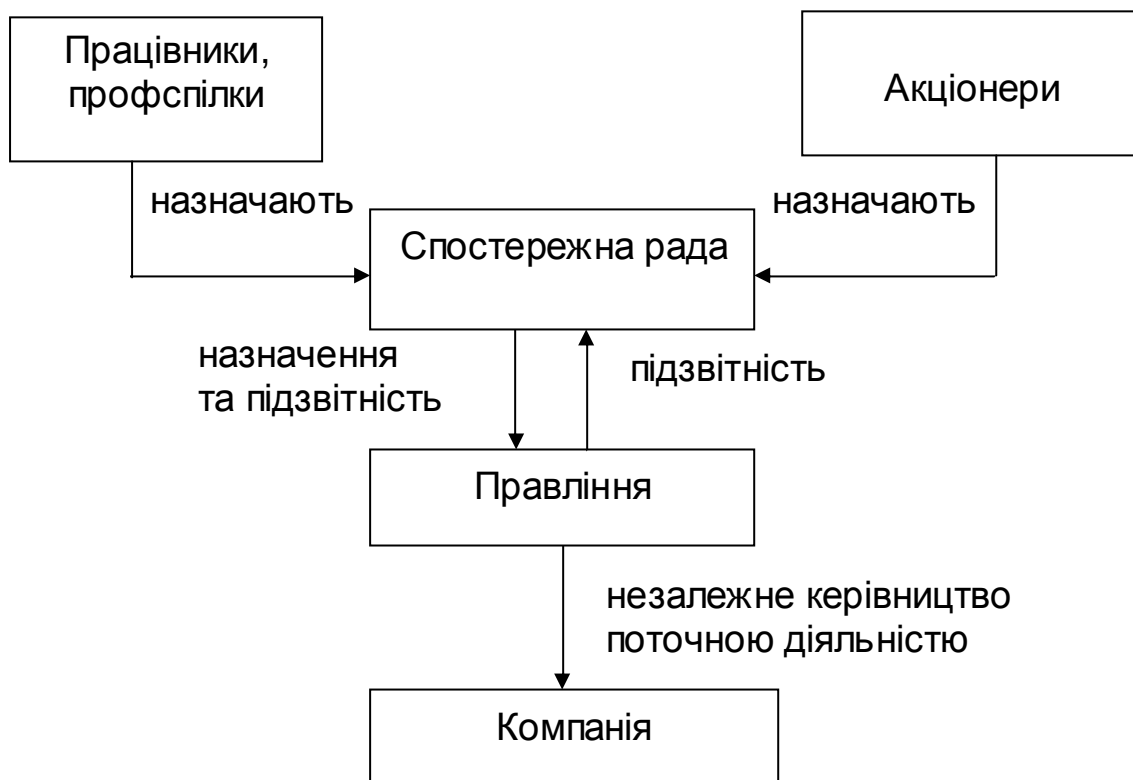 Працівники,
профспілки
Акціонери
назначають
назначають
Спостережна рада
назначення
та підзвітність
підзвітність
Правління
незалежне керівництво
поточною діяльністю
Компанія